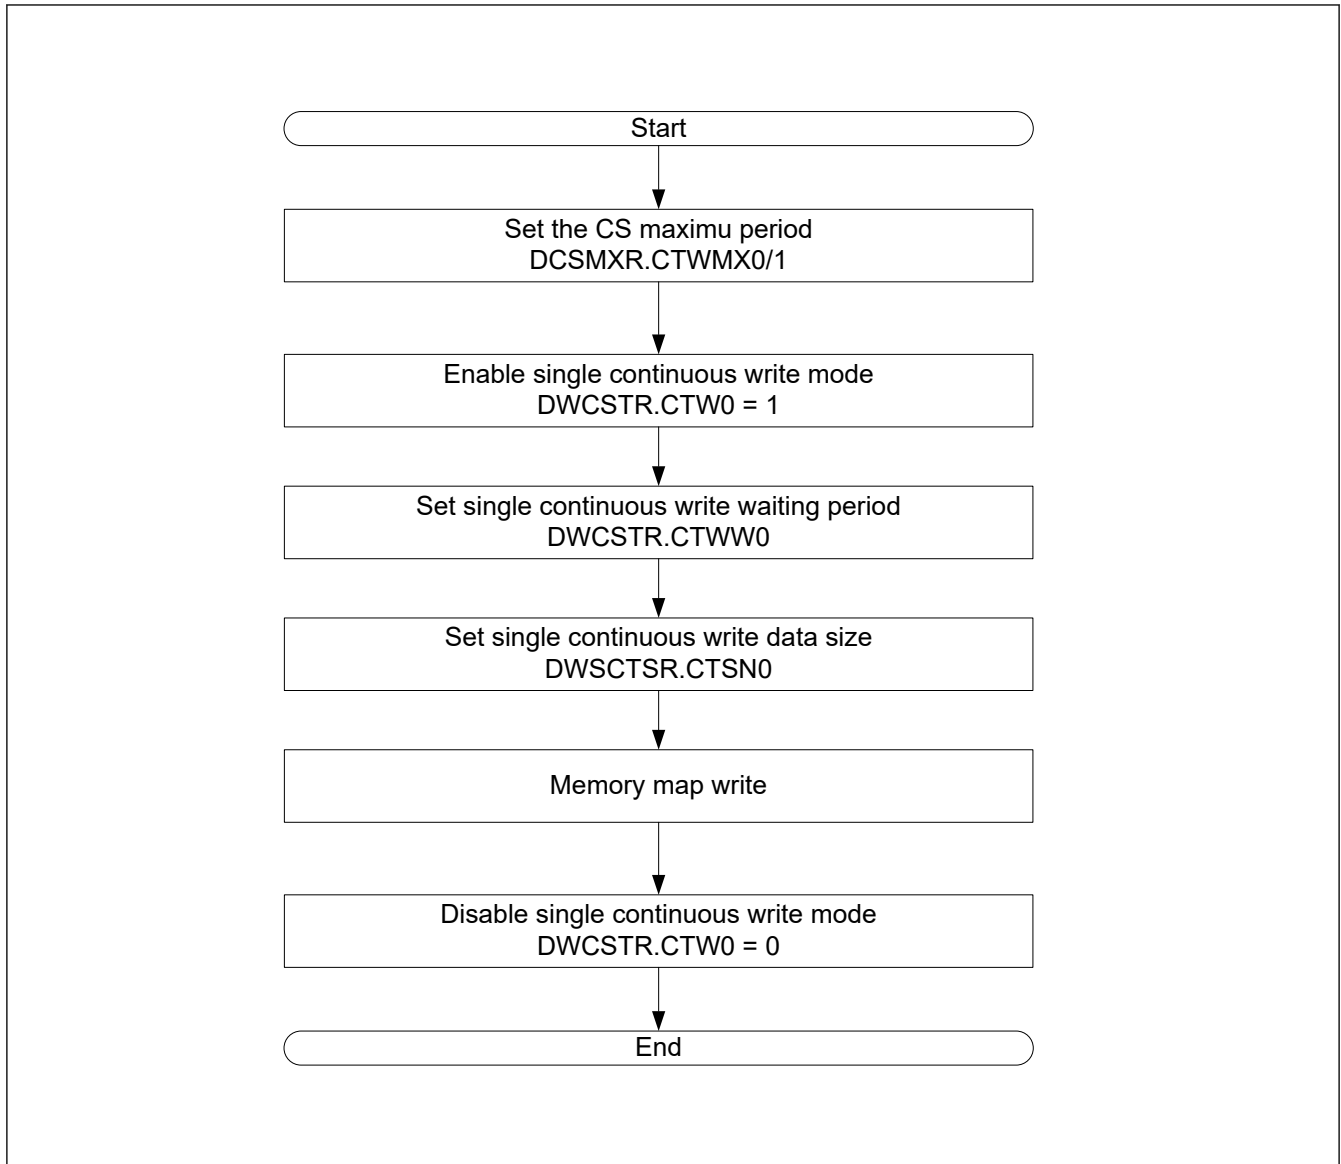 Start
Set the CS maximu period
DCSMXR.CTWMX0/1
Enable single continuous write mode
DWCSTR.CTW0 = 1
Set single continuous write waiting period
DWCSTR.CTWW0
Set single continuous write data size
DWSCTSR.CTSN0
Memory map write
Disable single continuous write mode
DWCSTR.CTW0 = 0
End